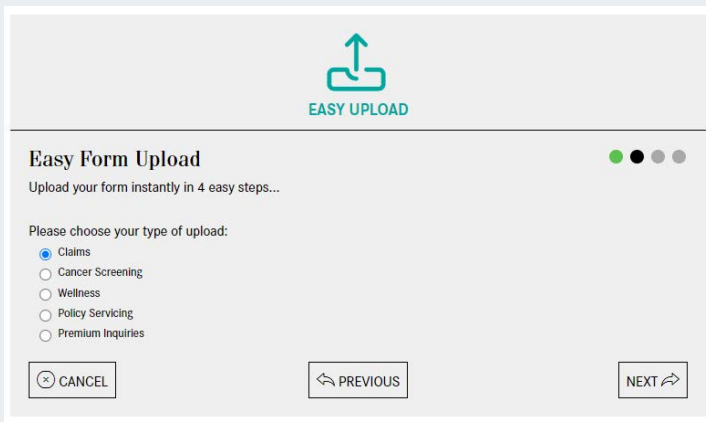 EASY UPLOAD
Easy Form Upload
Upload your form instantly in 4 easy steps...
Please choose your type of upload:
Claims
Cancer Screening
Wellness
Policy Servicing
Premium Inquiries
CANCEL
PREVIOUS
NEXT